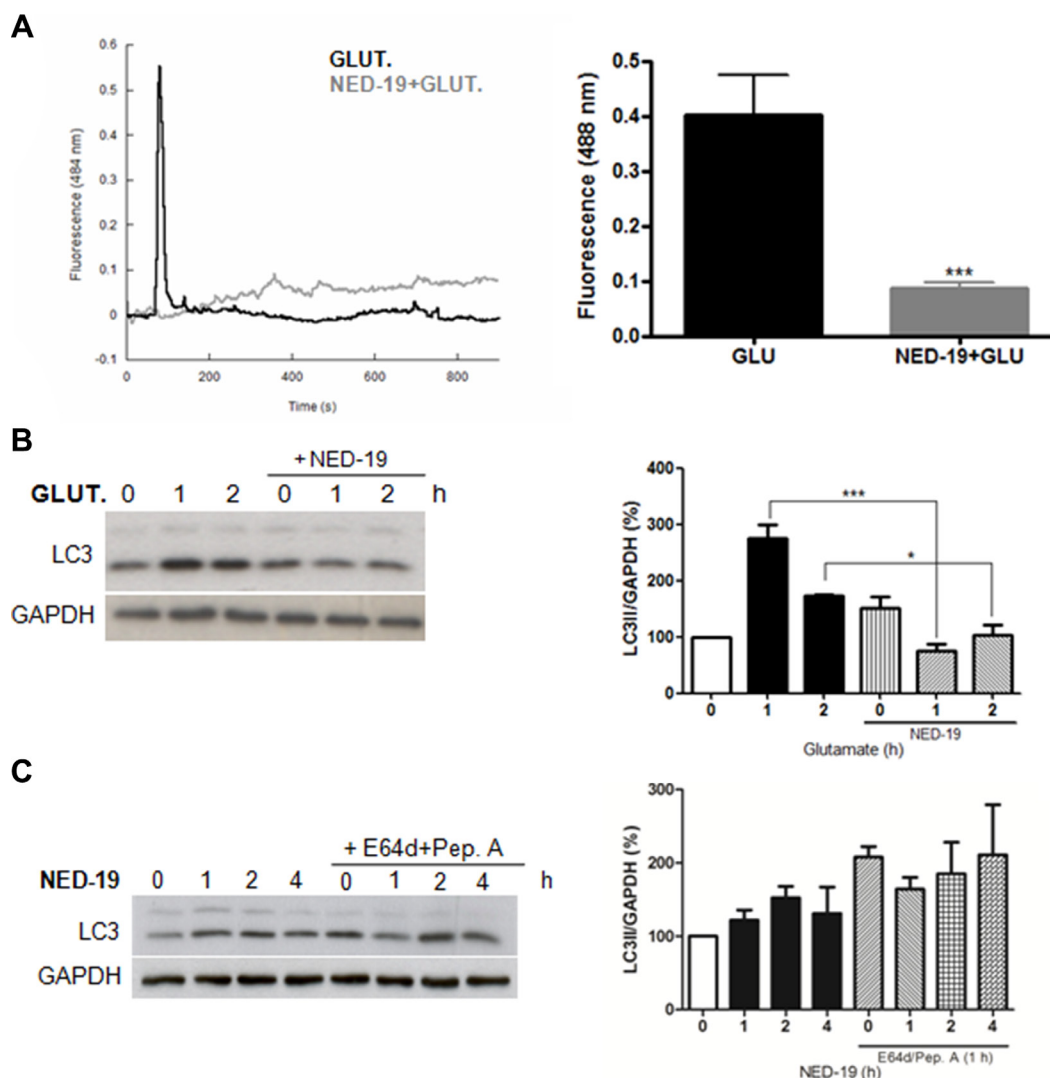 A
GLUT.
NED-19+GLUT.
Fluorescence (484 nm)
0.6
0.5
0.4
0.3
0.2
0.1
0
-0.1
0 200 400 600 800
Time (s)
Fluorescence (488 nm)
0.5
0.4
0.3
0.2
0.1
0.0
***
GLU NED-19+GLU
B
+ NED-19
GLUT. 0 1 2 0 1 2 h
LC3
GAPDH
LC3II/GAPDH (%)
400
300
200
100
0
***
*
0 1 2 0 1 2
NED-19
Glutamate (h)
C
+ E64d+Pep. A
NED-19 0 1 2 4 0 1 2 4 h
LC3
GAPDH
LC3II/GAPDH (%)
300
200
100
0
0 1 2 4 0 1 2 4
E64d/Pep. A (1 h)
NED-19 (h)